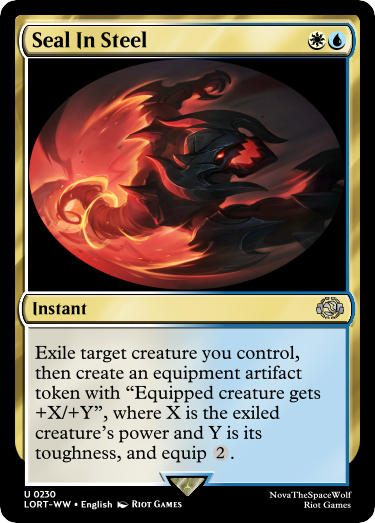 Seal In Steel
Instant
Exile target creature you control,
then create an equipment artifact
token with “Equipped creature gets
+X/+Y”, where X is the exiled
creature's power and Y is its
toughness, and equip 2.
U 0230
LORT-WW • English RIOT GAMES
NovaTheSpaceWolf
Riot Games